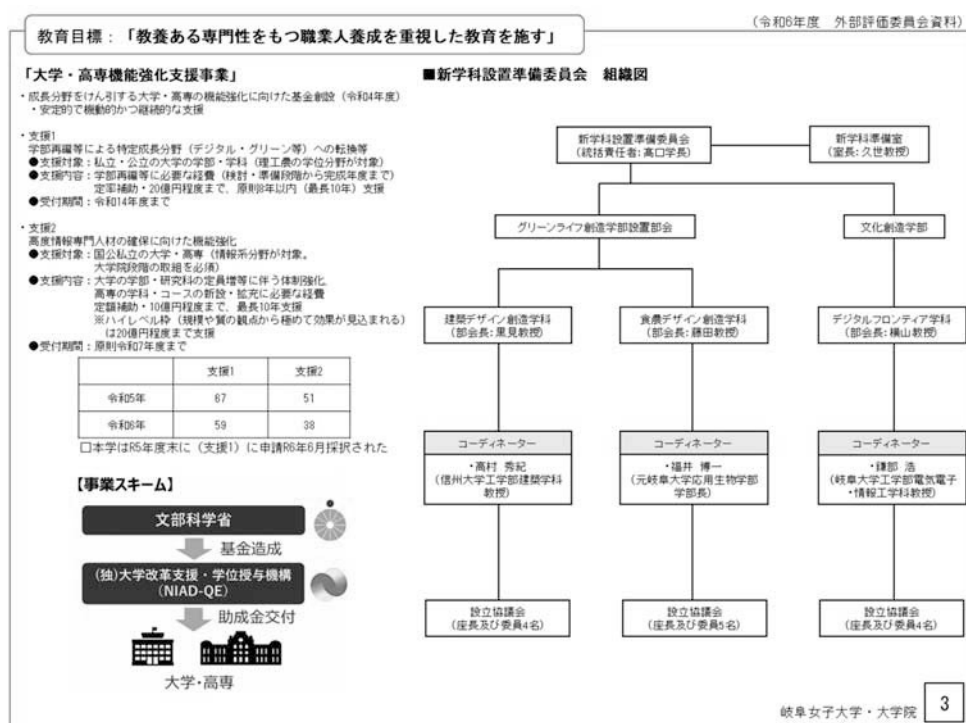 (令和6年度 外部評価委員会資料)
教育目標：「教養ある専門性をもつ職業人養成を重視した教育を施す」
「大学・高専機能強化支援事業」
・成長分野をけん引する大学・高専の機能強化に向けた基金創設（令和4年度）
・安定的で機動的かつ継続的な支援
・支援1
学部再編等による特定成長分野（デジタル・グリーン等）への転換等
●支援対象：私立・公立の大学の学部・学科（理工農の学位分野が対象）
●支援内容：学部再編等に必要な経費（検討・準備段階から完成年度まで）
定率補助・20億円程度まで、原則8年以内（最長10年）支援
●受付期間：令和14年度まで
・支援2
高度情報専門人材の確保に向けた機能強化
●支援対象：国公私立の大学・高専（情報系分野が対象。
大学院段階の取組を必須）
●支援内容：大学の学部・研究科の定員増等に伴う体制強化、
高専の学科・コースの新設・拡充に必要な経費
定額補助・10億円程度まで、最長10年支援
※ハイレベル枠（規模や質の観点から極めて効果が見込まれる）
は20億円程度まで支援
●受付期間：原則令和7年度まで
支援1 支援2
令和5年 67 51
令和6年 59 38
□本学はR5年度末に（支援1）に申請R6年6月採択された
【事業スキーム】
文部科学省
基金造成
(独)大学改革支援・学位授与機構
(NIAD-QE)
助成金交付
大学・高専
■新学科設置準備委員会 組織図
新学科設置準備委員会
(統括責任者：髙口学長)
新学科準備室
(室長：久世教授)
グリーンライフ創造学部設置部会
文化創造学部
建築デザイン創造学科
(部会長：黒見教授)
食農デザイン創造学科
(部会長：藤田教授)
デジタルフロンティア学科
(部会長：横山教授)
コーディネーター
・高村 秀紀
(信州大学工学部建築学科
教授)
コーディネーター
・福井 博一
(元岐阜大学応用生物学部
学部長)
コーディネーター
・鎌部 浩
(岐阜大学工学部電気電子
・情報工学科教授)
設立協議会
(座長及び委員4名)
設立協議会
(座長及び委員5名)
設立協議会
(座長及び委員4名)
岐阜女子大学・大学院
3